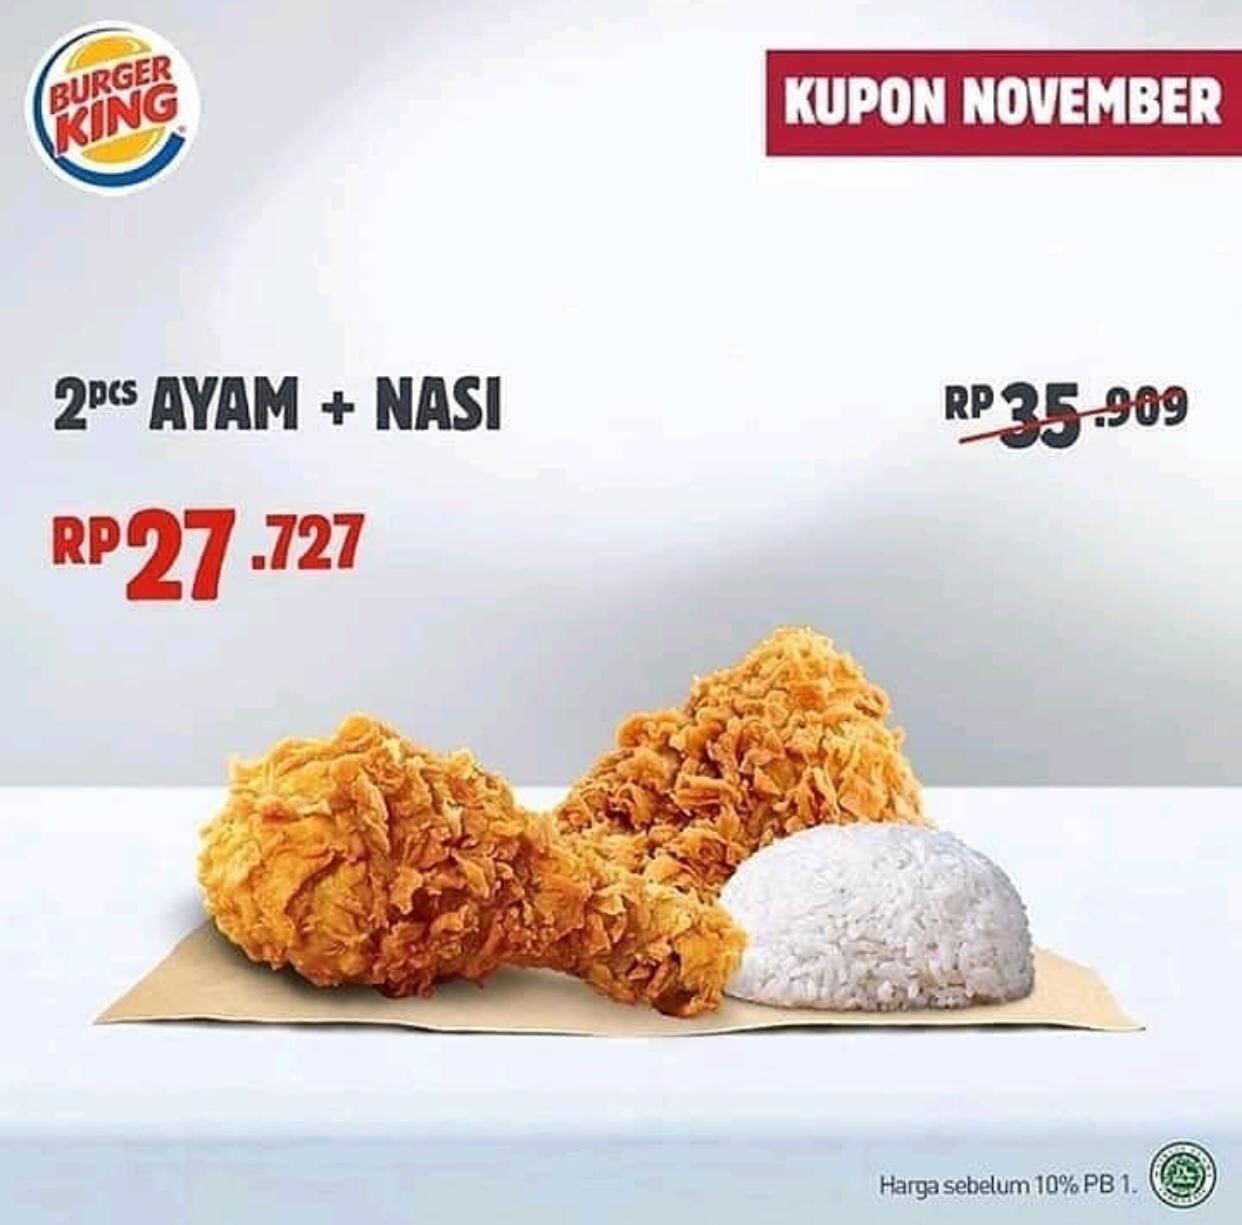 BURGER
KING
KUPON NOVEMBER
2pcs AYAM + NASI
RP 35.909
RP 27.727
Harga sebelum 10% PB 1.